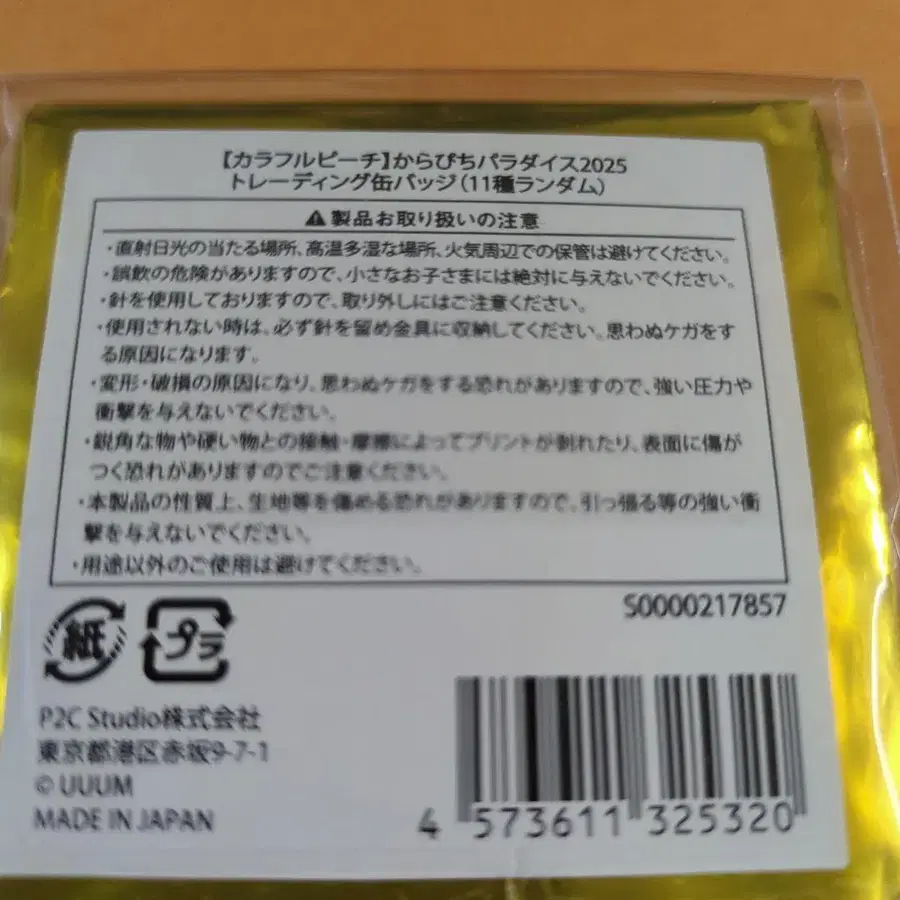 【カラフルピーチ】からぴちパラダイス2025
トレーディング缶バッジ(11種ランダム)
⚠製品お取り扱いの注意
・直射日光の当たる場所、高温多湿な場所、火気周辺での保管は避けてください。
・誤飲の危険がありますので、小さなお子さまには絶対に与えないでください。
・針を使用しておりますので、取り外しにはご注意ください。
・使用されない時は、必ず針を留め金具に収納してください。思わぬケガをす
る原因になります。
・変形・破損の原因になり、思わぬケガをする恐れがありますので、強い圧力や
衝撃を与えないでください。
・鋭角な物や硬い物との接触・摩擦によってプリントが剥れたり、表面に傷が
つく恐れがありますのでご注意ください。
・本製品の性質上、生地等を傷める恐れがありますので、引っ張る等の強い衝
撃を与えないでください。
・用途以外のご使用は避けてください。
S0000217857
紙
プラ
P2C Studio株式会社
東京都港区赤坂9-7-1
© UUUM
MADE IN JAPAN
4 573611 325320